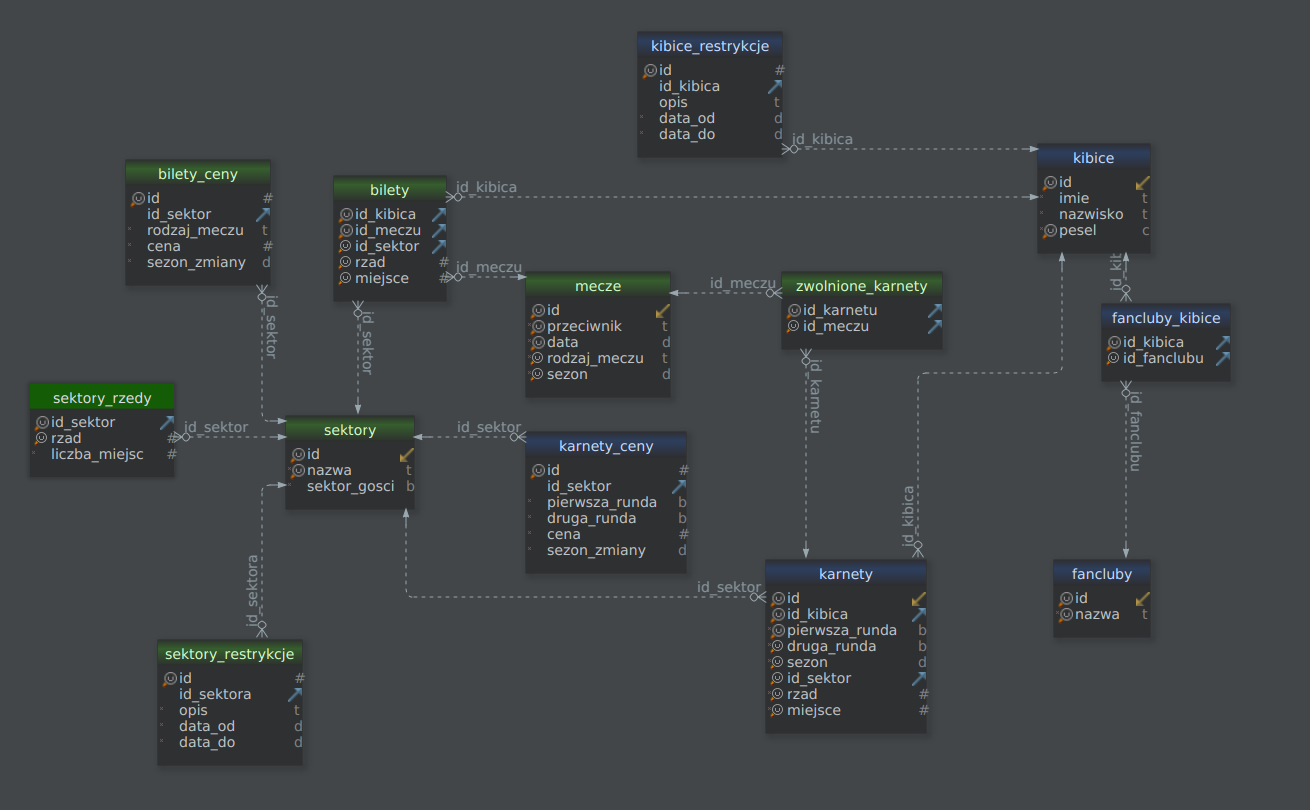 kibice_restrykcje
id #
id_kibica
opis t
data_od d
data_do d
id_kibica
kibice
id
imie t
nazwisko t
pesel c
bilety_ceny
id #
id_sektor
rodzaj_meczu t
cena #
sezon_zmiany d
id_sektor
bilety
id_kibica
id_meczu
id_sektor
rzad #
miejsce #
id_kibica
id_meczu
id_sektor
mecze
id
przeciwnik t
data d
rodzaj_meczu t
sezon d
id_meczu
zwolnione_karnety
id_karnetu
id_meczu
id_karnetu
id_kit
fancluby_kibice
id_kibica
id_fanclubu
id_fanclubu
sektory_rzedy
id_sektor
rzad #
liczba_miejsc #
id_sektor
sektory
id
nazwa t
sektor_gosci b
id_sektor
karnety_ceny
id #
id_sektor
pierwsza_runda b
druga_runda b
cena #
sezon_zmiany d
id_kibica
id_sektor
karnety
id
id_kibica
pierwsza_runda b
druga_runda b
sezon d
id_sektor
rzad #
miejsce #
fancluby
id
nazwa t
id_sektora
sektory_restrykcje
id #
id_sektora
opis t
data_od d
data_do d